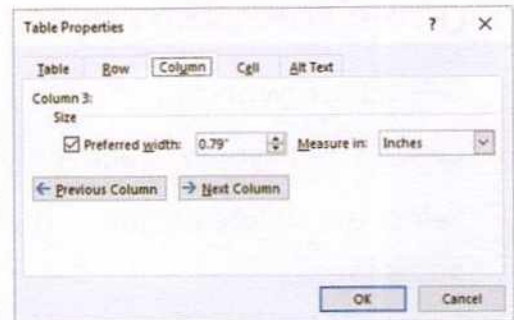 Table Properties ? ×
Table Row Column Cell Alt Text
Column 3:
Size
Preferred width: 0.79" Measure in: Inches
← Previous Column → Next Column
OK Cancel